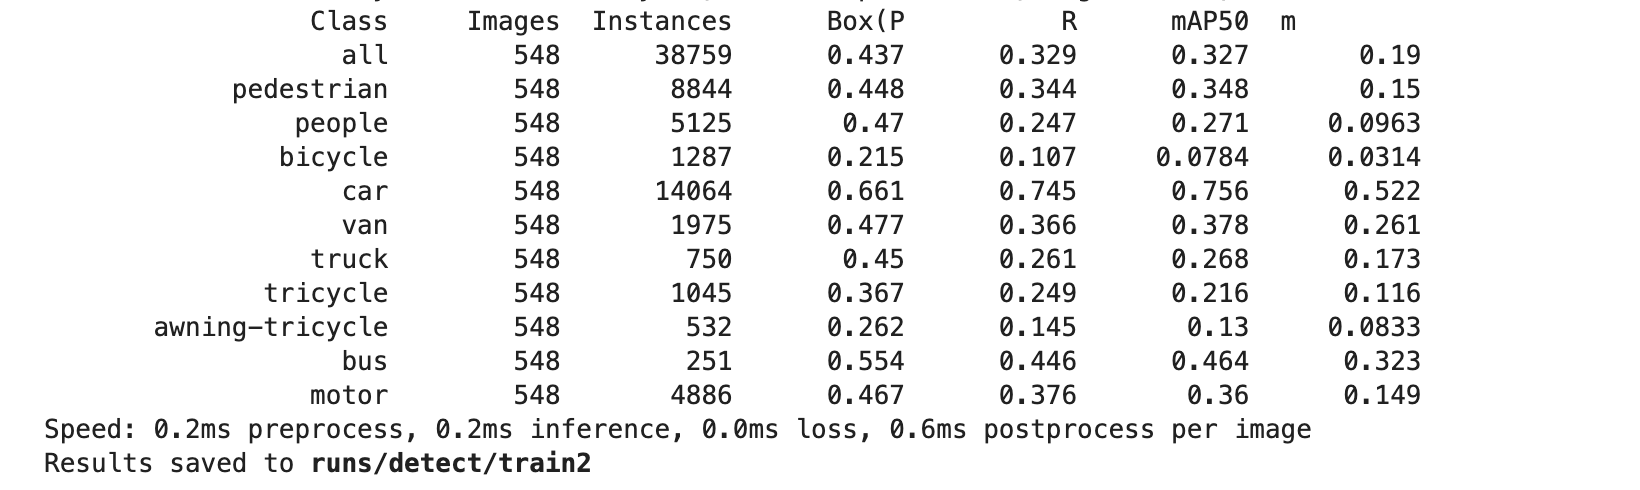 Class Images Instances Box(P R mAP50 m
all 548 38759 0.437 0.329 0.327 0.19
pedestrian 548 8844 0.448 0.344 0.348 0.15
people 548 5125 0.47 0.247 0.271 0.0963
bicycle 548 1287 0.215 0.107 0.0784 0.0314
car 548 14064 0.661 0.745 0.756 0.522
van 548 1975 0.477 0.366 0.378 0.261
truck 548 750 0.45 0.261 0.268 0.173
tricycle 548 1045 0.367 0.249 0.216 0.116
awning-tricycle 548 532 0.262 0.145 0.13 0.0833
bus 548 251 0.554 0.446 0.464 0.323
motor 548 4886 0.467 0.376 0.36 0.149
Speed: 0.2ms preprocess, 0.2ms inference, 0.0ms loss, 0.6ms postprocess per image
Results saved to runs/detect/train2